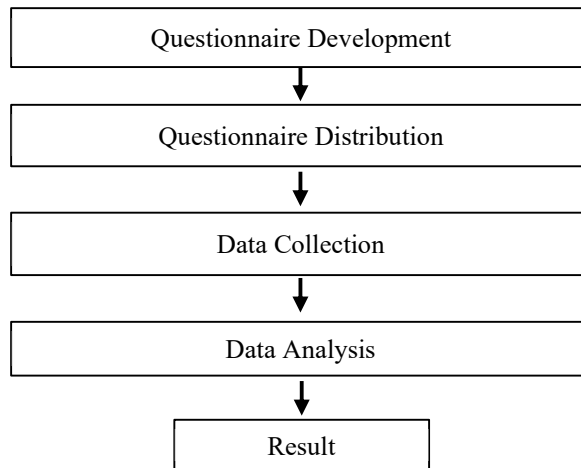 Questionnaire Development
Questionnaire Distribution
Data Collection
Data Analysis
Result